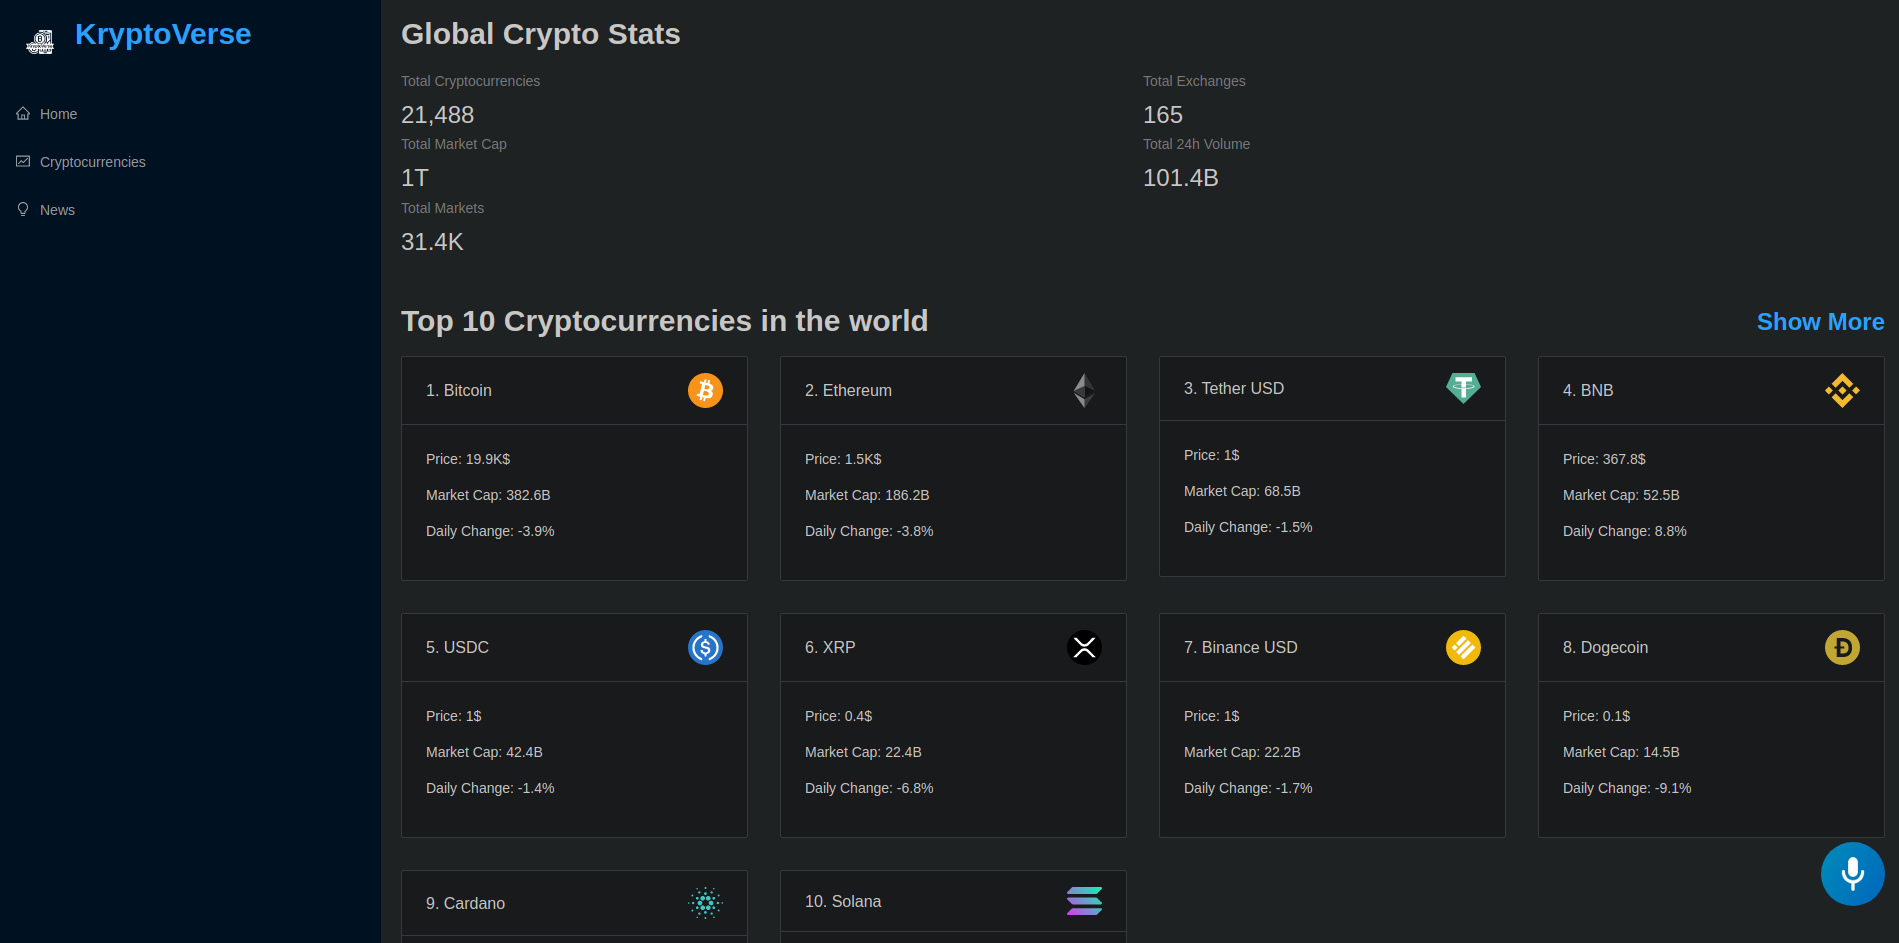 KryptoVerse
Home
Cryptocurrencies
News
Global Crypto Stats
Total Cryptocurrencies
21,488
Total Exchanges
165
Total Market Cap
1T
Total 24h Volume
101.4B
Total Markets
31.4K
Top 10 Cryptocurrencies in the world
Show More
1. Bitcoin
Price: 19.9K$
Market Cap: 382.6B
Daily Change: -3.9%
2. Ethereum
Price: 1.5K$
Market Cap: 186.2B
Daily Change: -3.8%
3. Tether USD
Price: 1$
Market Cap: 68.5B
Daily Change: -1.5%
4. BNB
Price: 367.8$
Market Cap: 52.5B
Daily Change: 8.8%
5. USDC
Price: 1$
Market Cap: 42.4B
Daily Change: -1.4%
6. XRP
Price: 0.4$
Market Cap: 22.4B
Daily Change: -6.8%
7. Binance USD
Price: 1$
Market Cap: 22.2B
Daily Change: -1.7%
8. Dogecoin
Price: 0.1$
Market Cap: 14.5B
Daily Change: -9.1%
9. Cardano
10. Solana